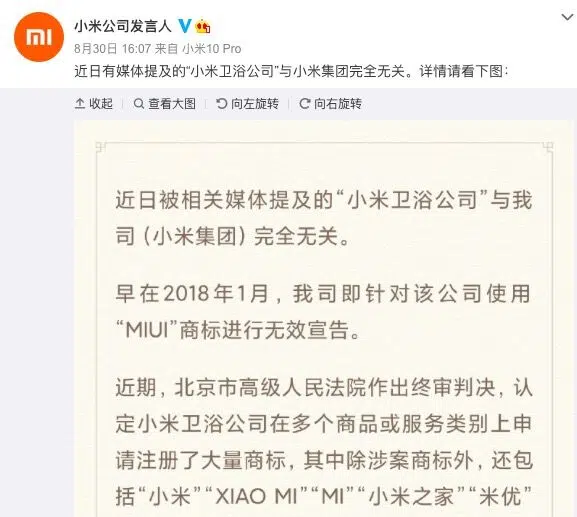 mi
小米公司发言人
8月30日 16:07 来自 小米10 Pro
近日有媒体提及的“小米卫浴公司”与小米集团完全无关。详情请看下图：
收起 查看大图 向左旋转 向右旋转
近日被相关媒体提及的“小米卫浴公司”与我
司（小米集团）完全无关。
早在2018年1月，我司即针对该公司使用
“MIUI”商标进行无效宣告。
近期，北京市高级人民法院作出终审判决，认
定小米卫浴公司在多个商品或服务类别上申
请注册了大量商标，其中除涉案商标外，还包
括“小米”“XIAO MI”“MI”“小米之家”“米优”